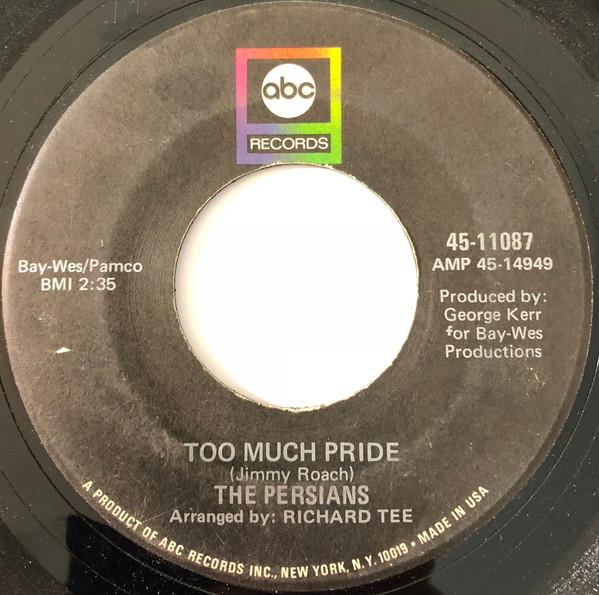 abc
RECORDS
45-11087
AMP 45-14949
Bay-Wes/Pamco
BMI 2:35
Produced by:
George Kerr
for Bay-Wes
Productions
TOO MUCH PRIDE
(Jimmy Roach)
THE PERSIANS
Arranged by: RICHARD TEE
A PRODUCT OF ABC RECORDS INC., NEW YORK, N.Y. 10019 • MADE IN USA